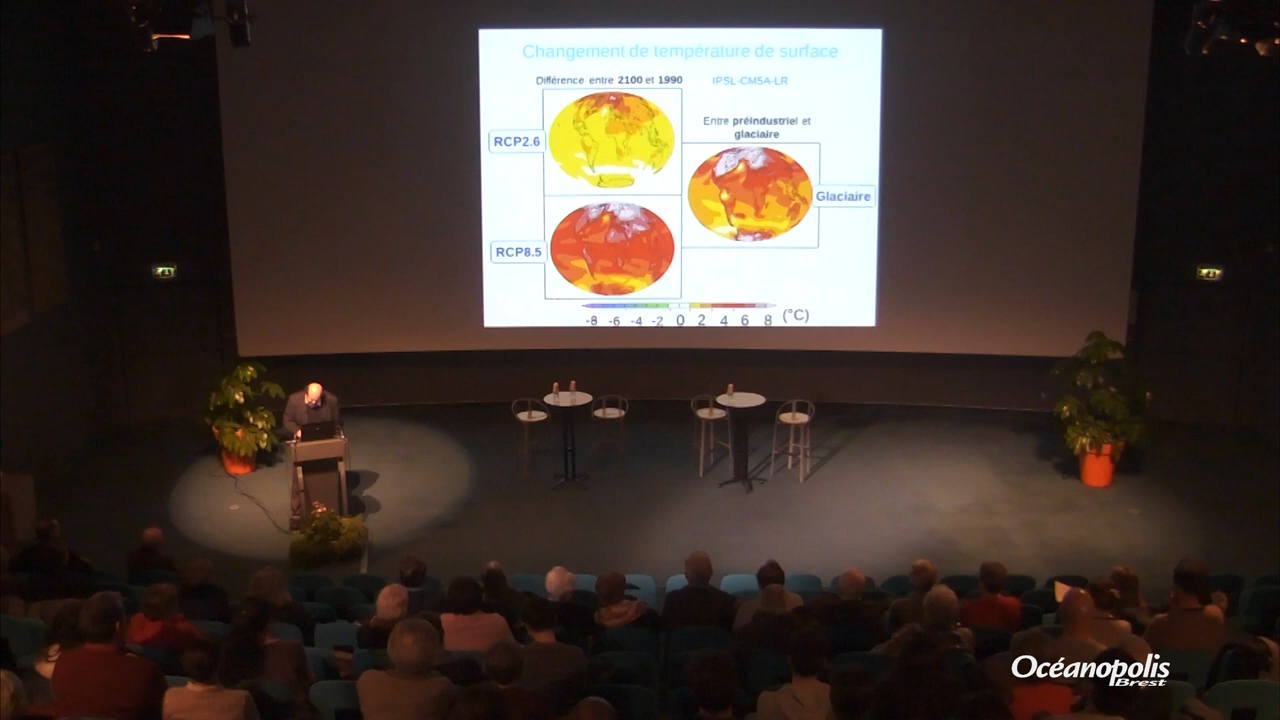 Changement de température de surface
Différence entre 2100 et 1990
IPSL-CM5A-LR
RCP2.6
Entre préindustriel et
glaciaire
Glaciaire
RCP8.5
-8 -6 -4 -2 0 2 4 6 8 (°C)
Océanopolis
Brest